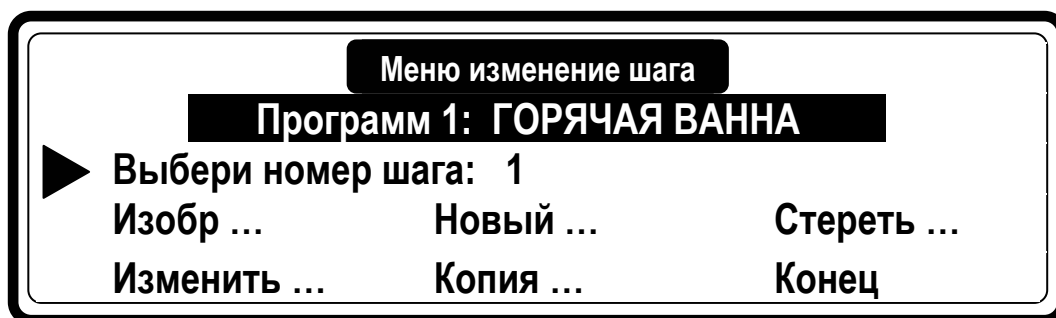 Меню изменение шага
Программ 1: ГОРЯЧАЯ ВАННА
Выбери номер шага: 1
Изобр ... Новый ... Стереть ...
Изменить ... Копия ... Конец